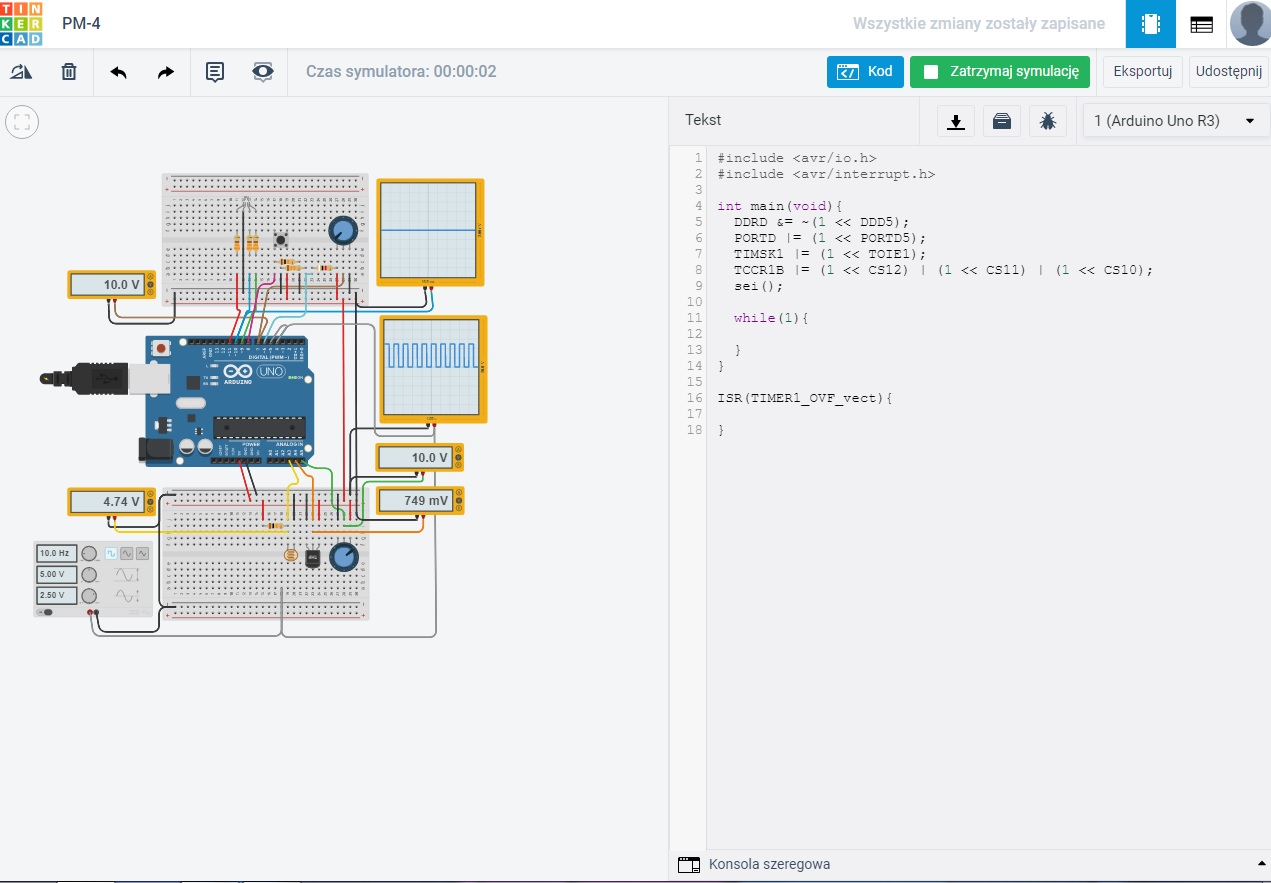 TIN
KER
CAD
PM-4
Wszystkie zmiany zostały zapisane
Czas symulatora: 00:00:02
Kod
Zatrzymaj symulację
Eksportuj
Udostępnij
Tekst
1 (Arduino Uno R3)
1 #include <avr/io.h>
2 #include <avr/interrupt.h>
3
4 int main(void){
5 DDRD &= ~(1 << DDD5);
6 PORTD |= (1 << PORTD5);
7 TIMSK1 |= (1 << TOIE1);
8 TCCR1B |= (1 << CS12) | (1 << CS11) | (1 << CS10);
9 sei();
10
11 while(1){
12
13 }
14 }
15
16 ISR(TIMER1_OVF_vect){
17
18 }
10.0 V
DIGITAL (PWM~)
UNO
ARDUINO
POWER
ANALOG IN
10.0 V
749 mV
4.74 V
10.0 Hz
5.00 V
2.50 V
Konsola szeregowa